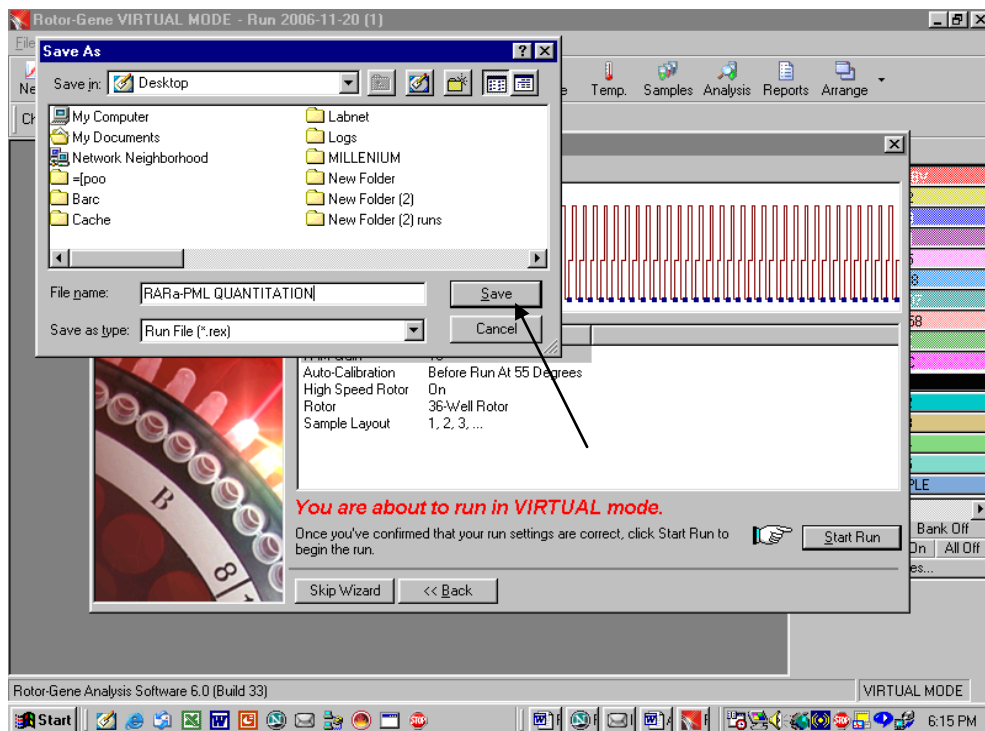 Rotor-Gene VIRTUAL MODE - Run 2006-11-20 (1)
File
Save As
Save in: Desktop
Temp. Samples Analysis Reports Arrange
My Computer
My Documents
Network Neighborhood
=[poo
Barc
Cache
Labnet
Logs
MILLENIUM
New Folder
New Folder (2)
New Folder (2) runs
File name: RARa-PML QUANTITATION
Save
Save as type: Run File (*.rex)
Cancel
Auto-Calibration Before Run At 55 Degrees
High Speed Rotor On
Rotor 36-Well Rotor
Sample Layout 1, 2, 3, ...
B
8
You are about to run in VIRTUAL mode.
Once you've confirmed that your run settings are correct, click Start Run to
begin the run.
Start Run
Skip Wizard
<< Back
Bank Off
On All Off
Rotor-Gene Analysis Software 6.0 (Build 33)
VIRTUAL MODE
Start
6:15 PM